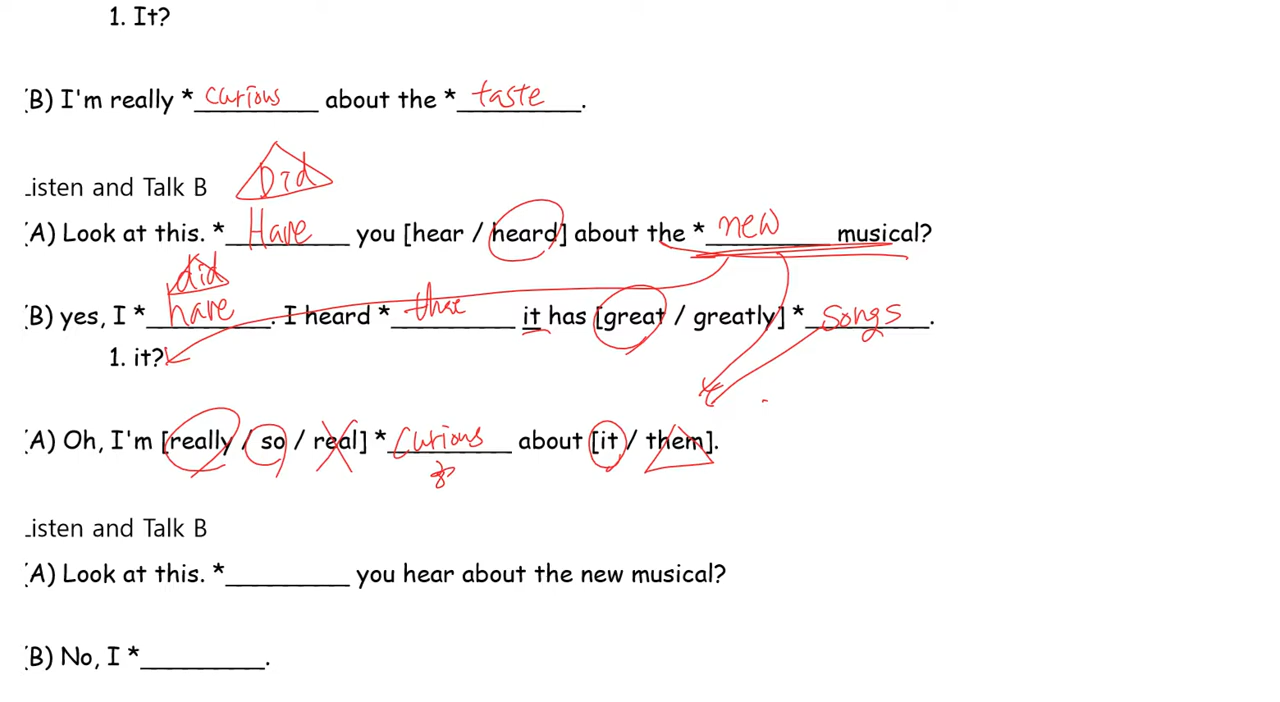 1. It?
(B) I'm really * curious about the * taste.
Did
Listen and Talk B
(A) Look at this. * Have you [hear / heard] about the * new musical?
did
(B) yes, I * have. I heard * it has [great / greatly] * songs.
1. it?
(A) Oh, I'm [really / so / real] * curious about [it / them].
Listen and Talk B
(A) Look at this. *__________ you hear about the new musical?
(B) No, I *__________.